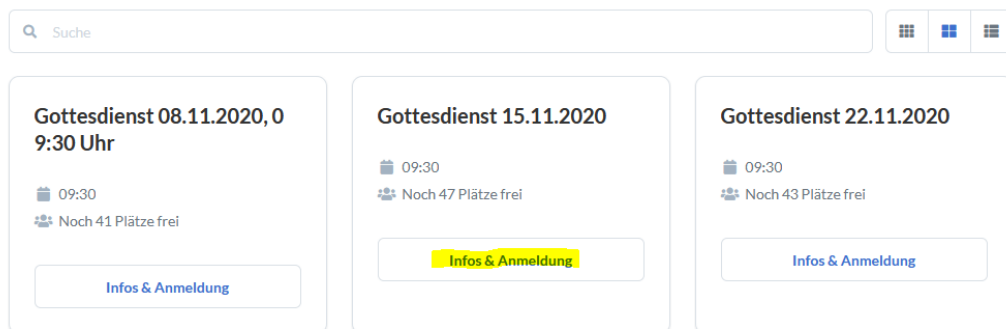 Suche
Gottesdienst 08.11.2020, 0
9:30 Uhr
09:30
Noch 41 Plätze frei
Infos & Anmeldung
Gottesdienst 15.11.2020
09:30
Noch 47 Plätze frei
Infos & Anmeldung
Gottesdienst 22.11.2020
09:30
Noch 43 Plätze frei
Infos & Anmeldung